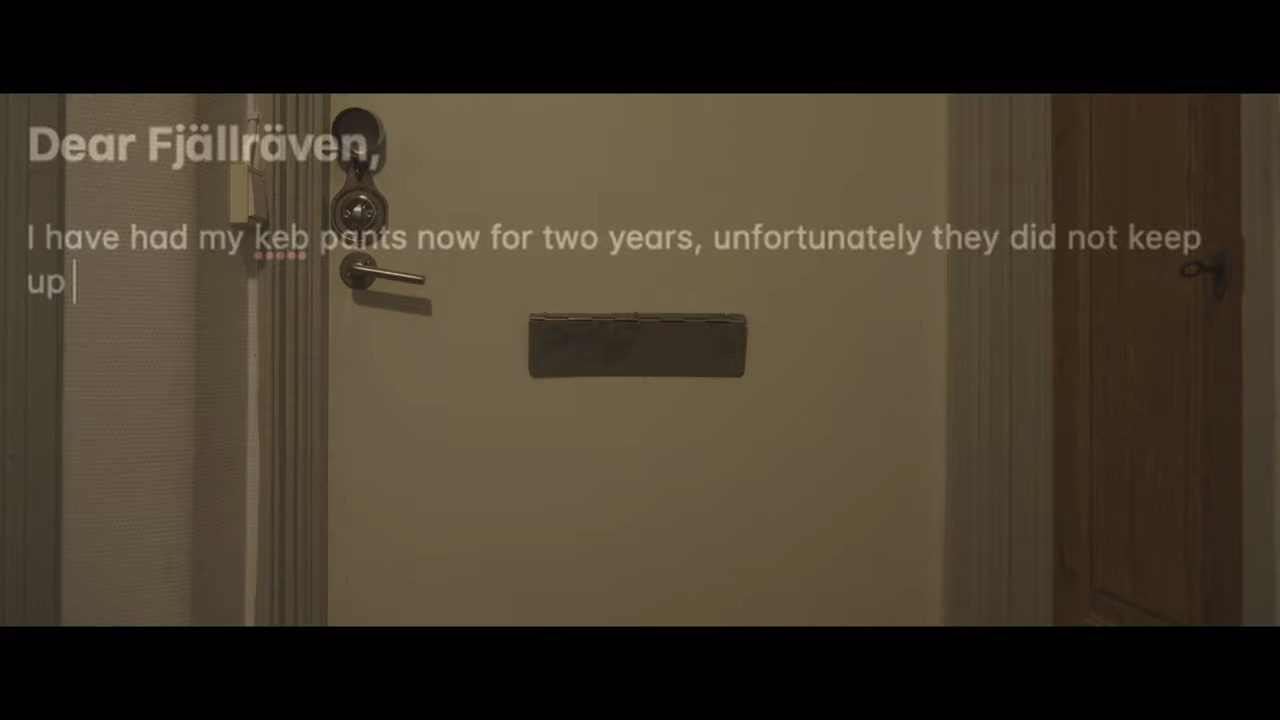 Dear Fjällräven,
I have had my keb pants now for two years, unfortunately they did not keep
up